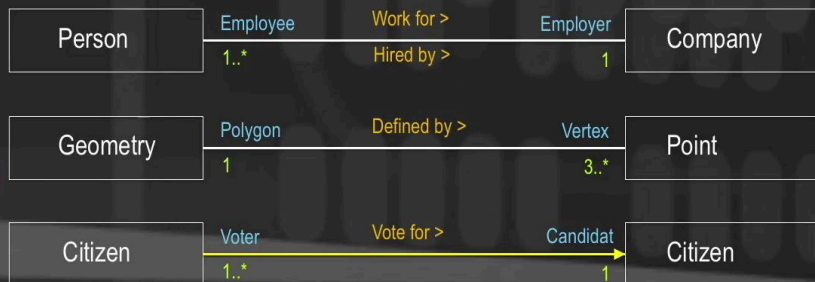 Person Employee Work for > Employer Company
1..* Hired by > 1
Geometry Polygon Defined by > Vertex Point
1 3..*
Citizen Voter Vote for > Candidat Citizen
1..* 1